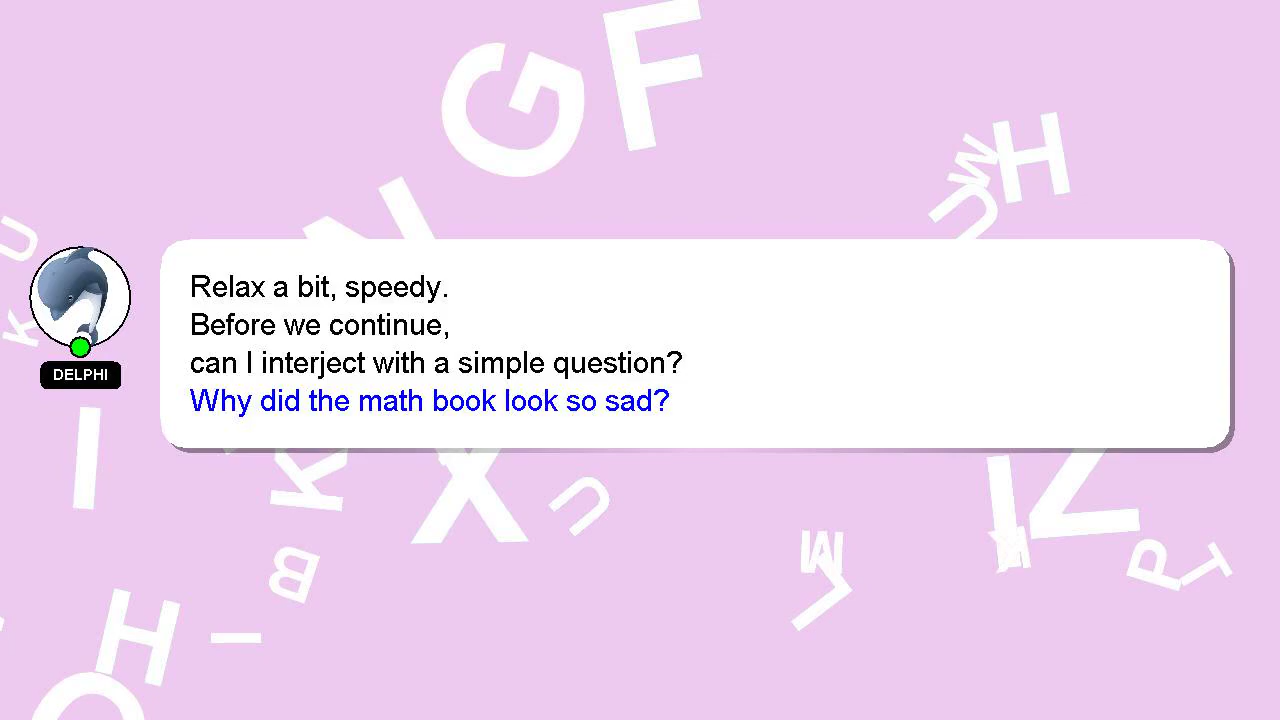 G F
N
W H
U
U
K
Relax a bit, speedy.
Before we continue,
can I interject with a simple question?
Why did the math book look so sad?
DELPHI
I
K X U
I Z
B
M K
L
P T
H I
O